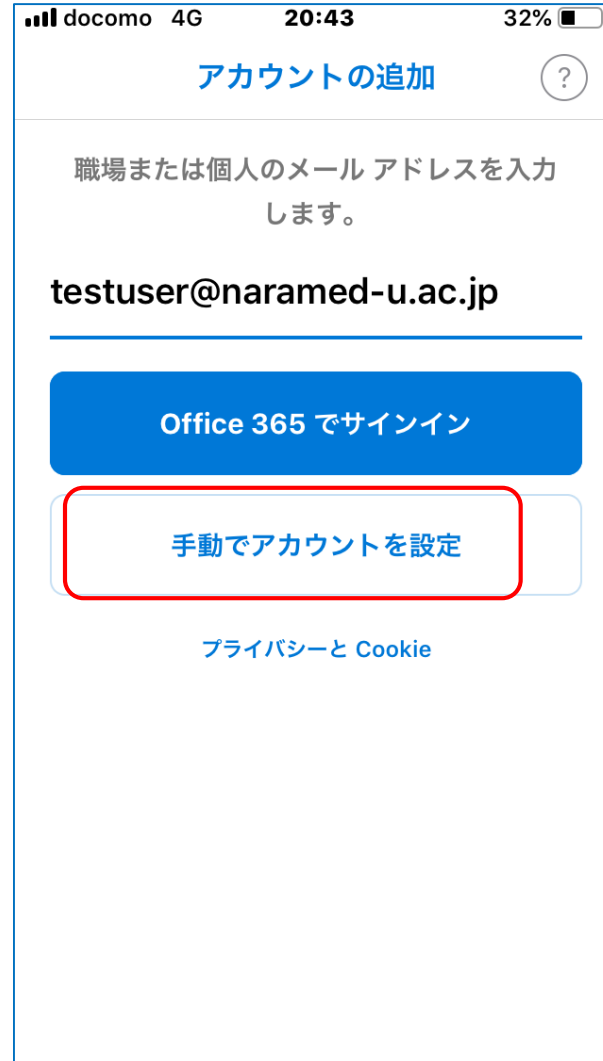 docomo 4G 20:43 32%
アカウントの追加 ?
職場または個人のメール アドレスを入力
します。
testuser@naramed-u.ac.jp
Office 365 でサインイン
手動でアカウントを設定
プライバシーと Cookie